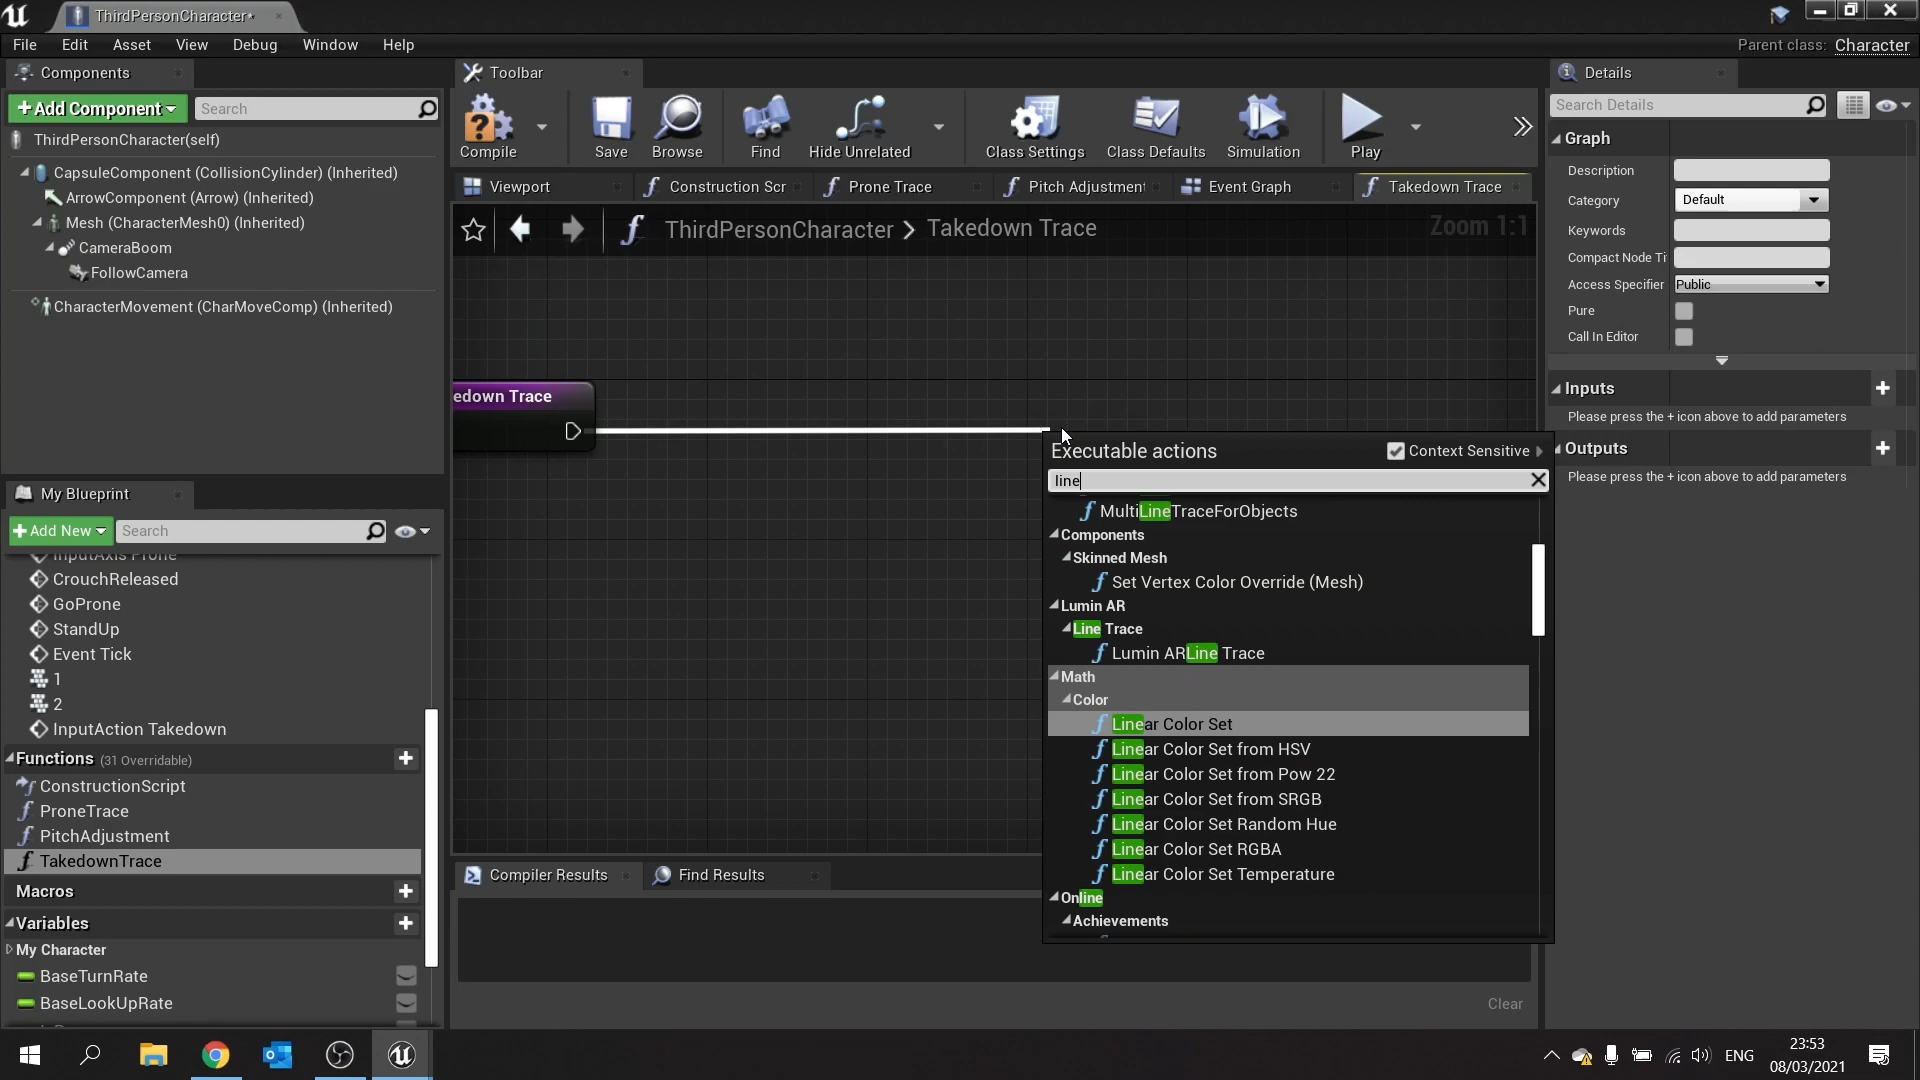 ThirdPersonCharacter*
File Edit Asset View Debug Window Help
Parent class: Character
Components
+Add Component
Search
ThirdPersonCharacter(self)
CapsuleComponent (CollisionCylinder) (Inherited)
ArrowComponent (Arrow) (Inherited)
Mesh (CharacterMesh0) (Inherited)
CameraBoom
FollowCamera
CharacterMovement (CharMoveComp) (Inherited)
My Blueprint
+Add New
Search
InputAxis Prone
CrouchReleased
GoProne
StandUp
Event Tick
1
2
InputAction Takedown
Functions (31 Overridable)
ConstructionScript
ProneTrace
PitchAdjustment
TakedownTrace
Macros
Variables
My Character
BaseTurnRate
BaseLookUpRate
Toolbar
Compile
Save
Browse
Find
Hide Unrelated
Class Settings
Class Defaults
Simulation
Play
Viewport
Construction Scr
Prone Trace
Pitch Adjustment
Event Graph
Takedown Trace
ThirdPersonCharacter > Takedown Trace
Zoom 1:1
edown Trace
Executable actions
Context Sensitive
line
MultiLineTraceForObjects
Components
Skinned Mesh
Set Vertex Color Override (Mesh)
Lumin AR
Line Trace
Lumin ARLine Trace
Math
Color
Linear Color Set
Linear Color Set from HSV
Linear Color Set from Pow 22
Linear Color Set from SRGB
Linear Color Set Random Hue
Linear Color Set RGBA
Linear Color Set Temperature
Online
Achievements
Compiler Results
Find Results
Clear
Details
Search Details
Graph
Description
Category Default
Keywords
Compact Node Ti
Access Specifier Public
Pure
Call In Editor
Inputs
Please press the + icon above to add parameters
Outputs
Please press the + icon above to add parameters
ENG
23:53
08/03/2021